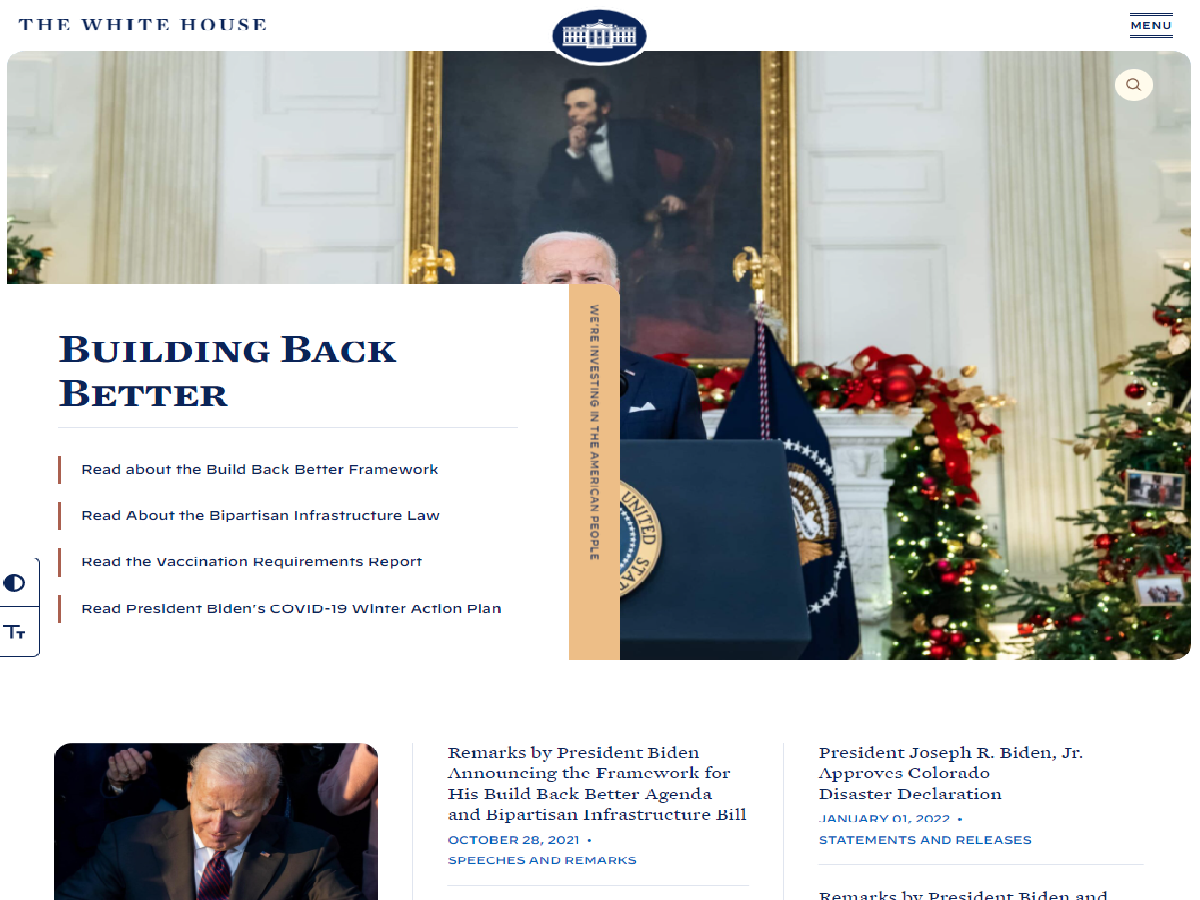 THE WHITE HOUSE
MENU
BUILDING BACK
BETTER
Read about the Build Back Better Framework
Read About the Bipartisan Infrastructure Law
Read the Vaccination Requirements Report
Read President Biden's COVID-19 Winter Action Plan
WE'RE INVESTING IN THE AMERICAN PEOPLE
UNITED
STAT
Tт
Remarks by President Biden
Announcing the Framework for
His Build Back Better Agenda
and Bipartisan Infrastructure Bill
OCTOBER 28, 2021 •
SPEECHES AND REMARKS
President Joseph R. Biden, Jr.
Approves Colorado
Disaster Declaration
JANUARY 01, 2022 •
STATEMENTS AND RELEASES
Remarks by President Biden and